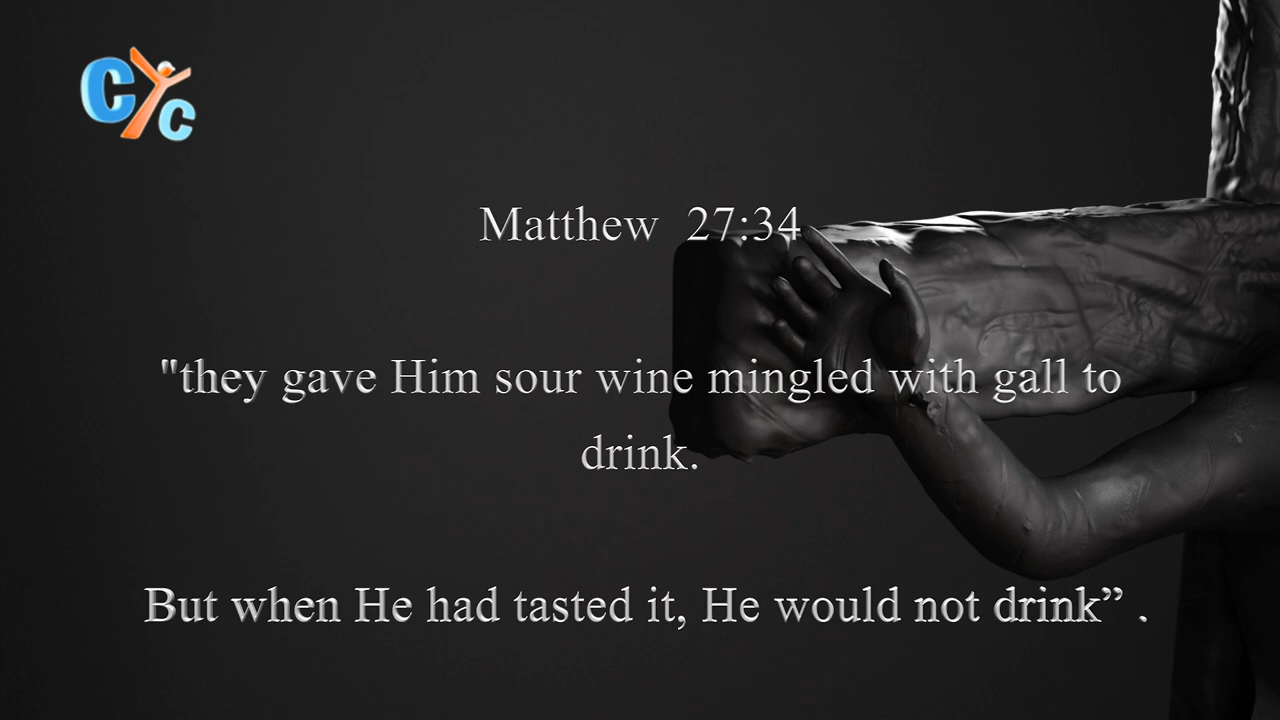 CYC
Matthew 27:34
"they gave Him sour wine mingled with gall to
drink.
But when He had tasted it, He would not drink” .